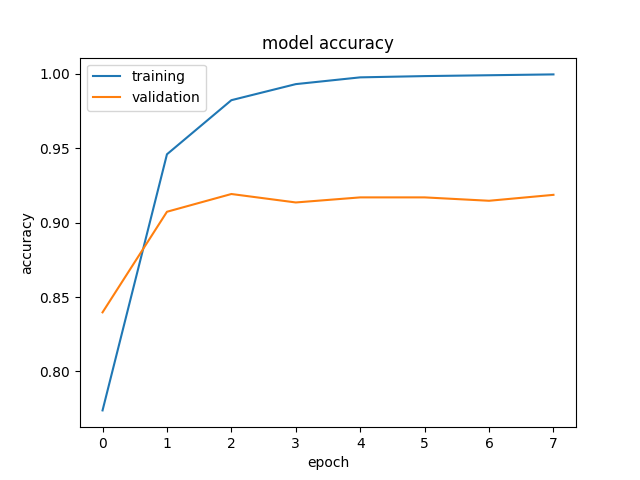 model accuracy
training
validation
1.00
0.95
0.90
0.85
0.80
accuracy
0 1 2 3 4 5 6 7
epoch